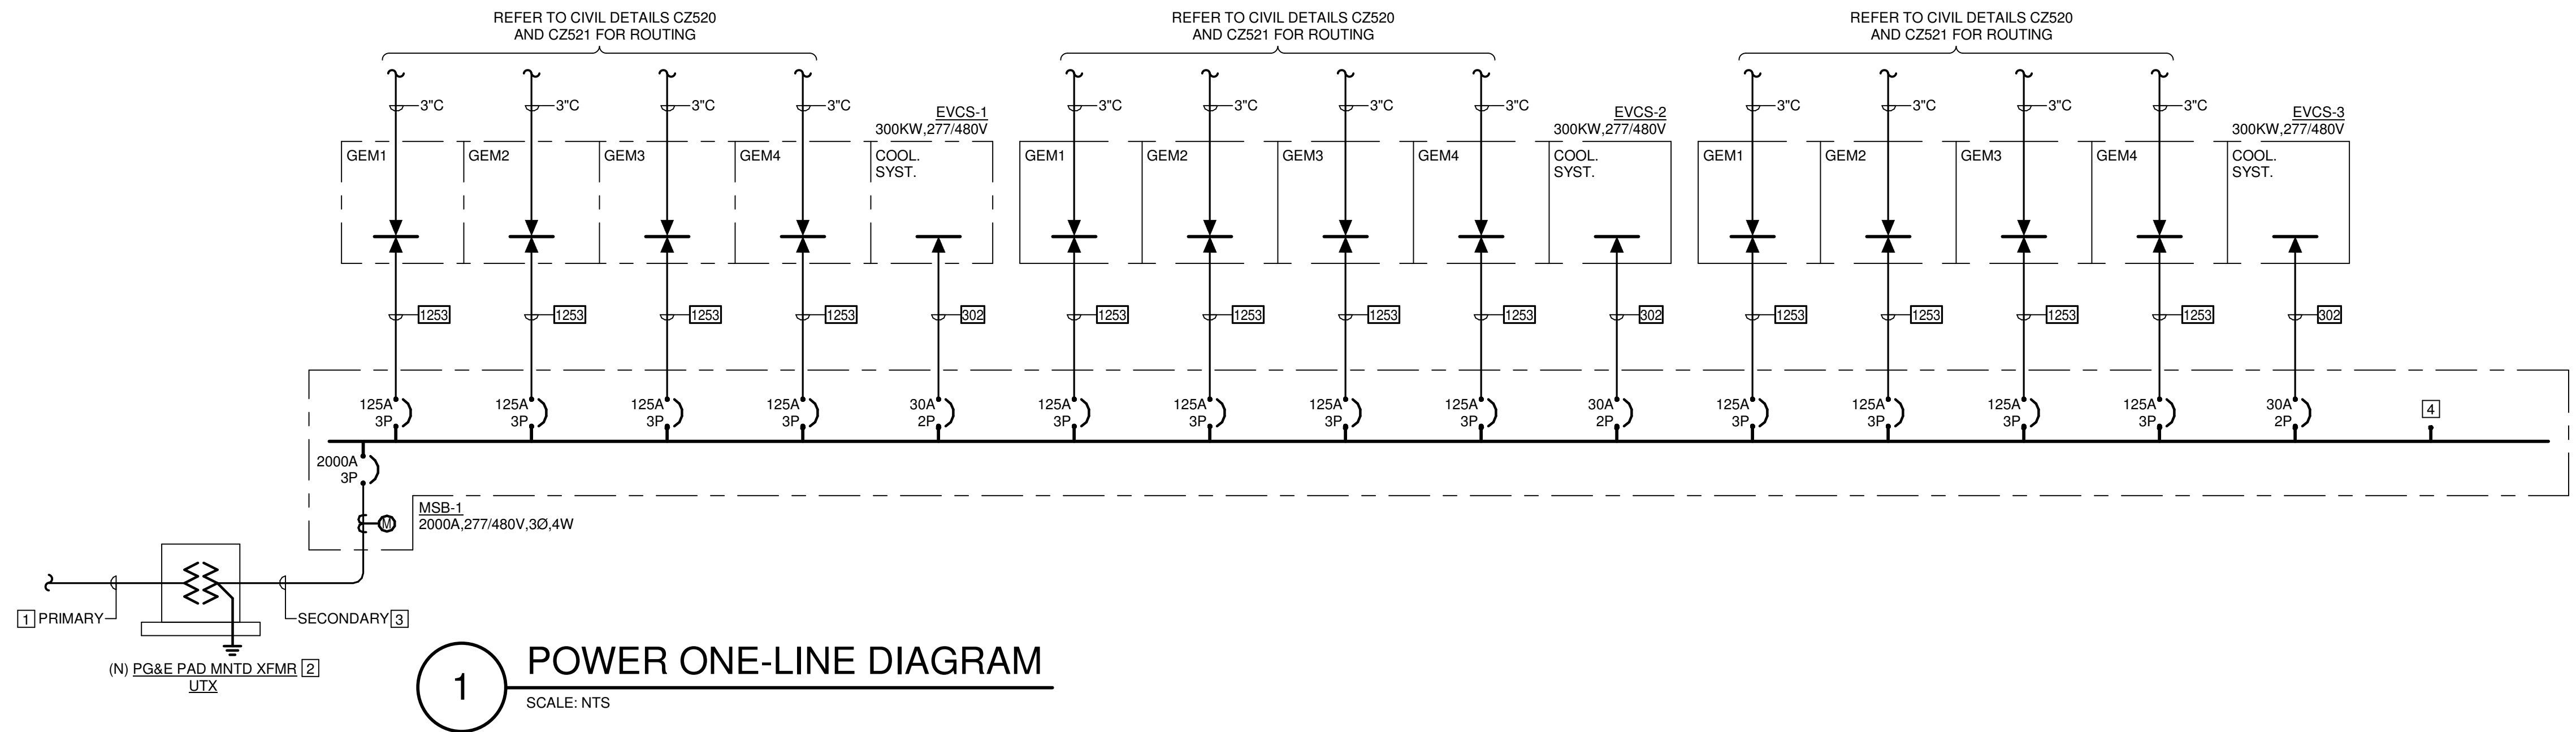 REFER TO CIVIL DETAILS CZ520
AND CZ521 FOR ROUTING
REFER TO CIVIL DETAILS CZ520
AND CZ521 FOR ROUTING
REFER TO CIVIL DETAILS CZ520
AND CZ521 FOR ROUTING
3"C 3"C 3"C 3"C 3"C 3"C 3"C 3"C 3"C 3"C 3"C 3"C
EVCS-1
300KW,277/480V
EVCS-2
300KW,277/480V
EVCS-3
300KW,277/480V
GEM1 GEM2 GEM3 GEM4
COOL.
SYST.
GEM1 GEM2 GEM3 GEM4
COOL.
SYST.
GEM1 GEM2 GEM3 GEM4
COOL.
SYST.
1253 1253 1253 1253 302 1253 1253 1253 1253 302 1253 1253 1253 1253 302
125A 125A 125A 125A 30A 125A 125A 125A 125A 30A 125A 125A 125A 125A 30A 4
3P 3P 3P 3P 2P 3P 3P 3P 3P 2P 3P 3P 3P 3P 2P
2000A
3P
MSB-1
2000A,277/480V,3Ø,4W
M
1 PRIMARY
SECONDARY 3
(N) PG&E PAD MNTD XFMR 2
UTX
1
POWER ONE-LINE DIAGRAM
SCALE: NTS